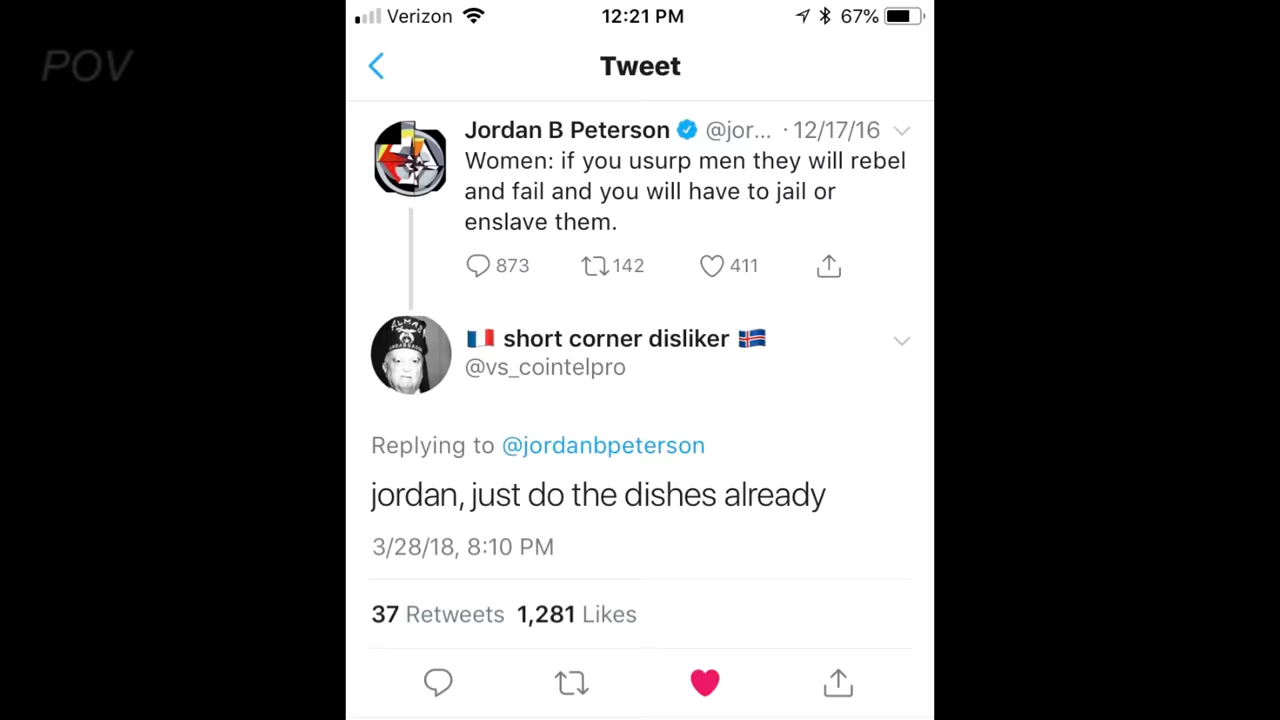 POV
Verizon 12:21 PM 67%
Tweet
Jordan B Peterson @jor... · 12/17/16
Women: if you usurp men they will rebel
and fail and you will have to jail or
enslave them.
873 142 411
🇫🇷 short corner disliker 🇮🇸
@vs_cointelpro
Replying to @jordanbpeterson
jordan, just do the dishes already
3/28/18, 8:10 PM
37 Retweets 1,281 Likes